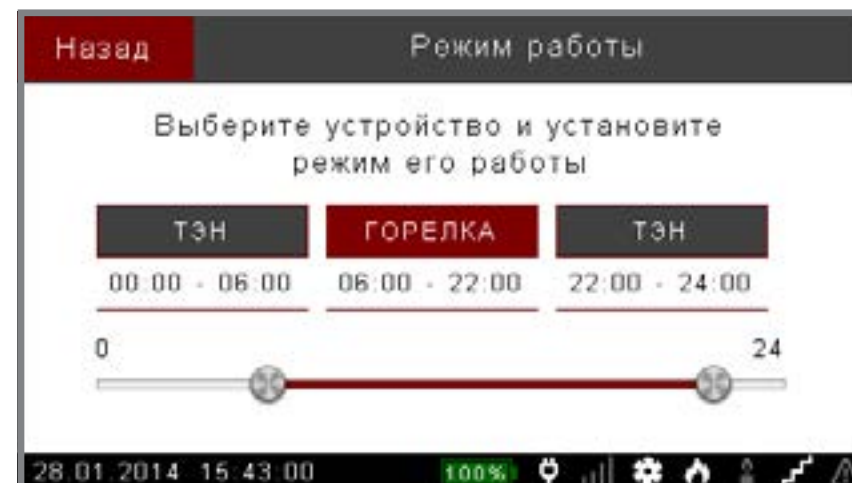 Назад Режим работы
Выберите устройство и установите
режим его работы
ТЭН ГОРЕЛКА ТЭН
00:00 - 06:00 06:00 - 22:00 22:00 - 24:00
0 24
28.01.2014 15:43:00 100%